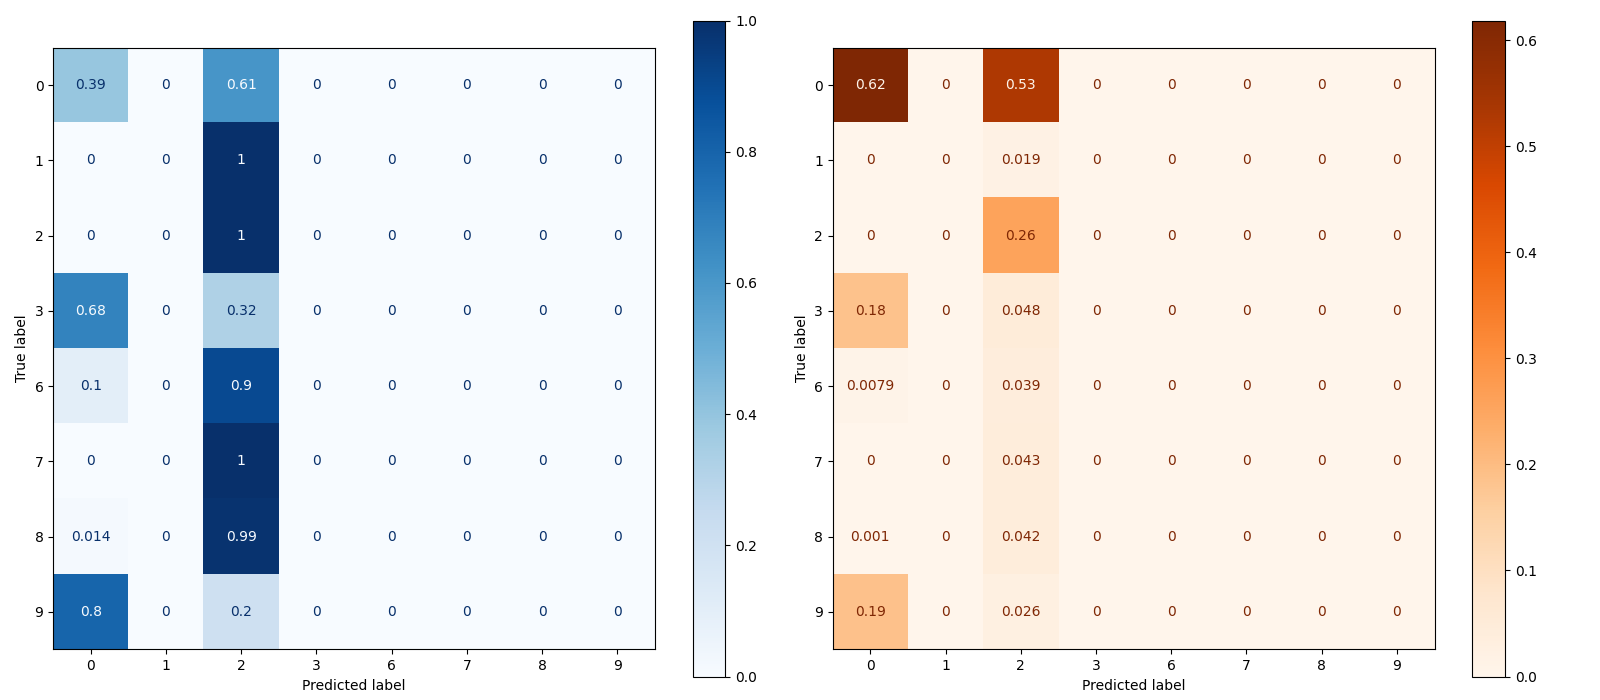 0 0.39 0 0.61 0 0 0 0 0
1 0 0 1 0 0 0 0 0
2 0 0 1 0 0 0 0 0
3 0.68 0 0.32 0 0 0 0 0
6 0.1 0 0.9 0 0 0 0 0
7 0 0 1 0 0 0 0 0
8 0.014 0 0.99 0 0 0 0 0
9 0.8 0 0.2 0 0 0 0 0
0 1 2 3 6 7 8 9
True label
Predicted label
1.0
0.8
0.6
0.4
0.2
0.0
0 0.62 0 0.53 0 0 0 0 0
1 0 0 0.019 0 0 0 0 0
2 0 0 0.26 0 0 0 0 0
3 0.18 0 0.048 0 0 0 0 0
6 0.0079 0 0.039 0 0 0 0 0
7 0 0 0.043 0 0 0 0 0
8 0.001 0 0.042 0 0 0 0 0
9 0.19 0 0.026 0 0 0 0 0
0 1 2 3 6 7 8 9
True label
Predicted label
0.6
0.5
0.4
0.3
0.2
0.1
0.0